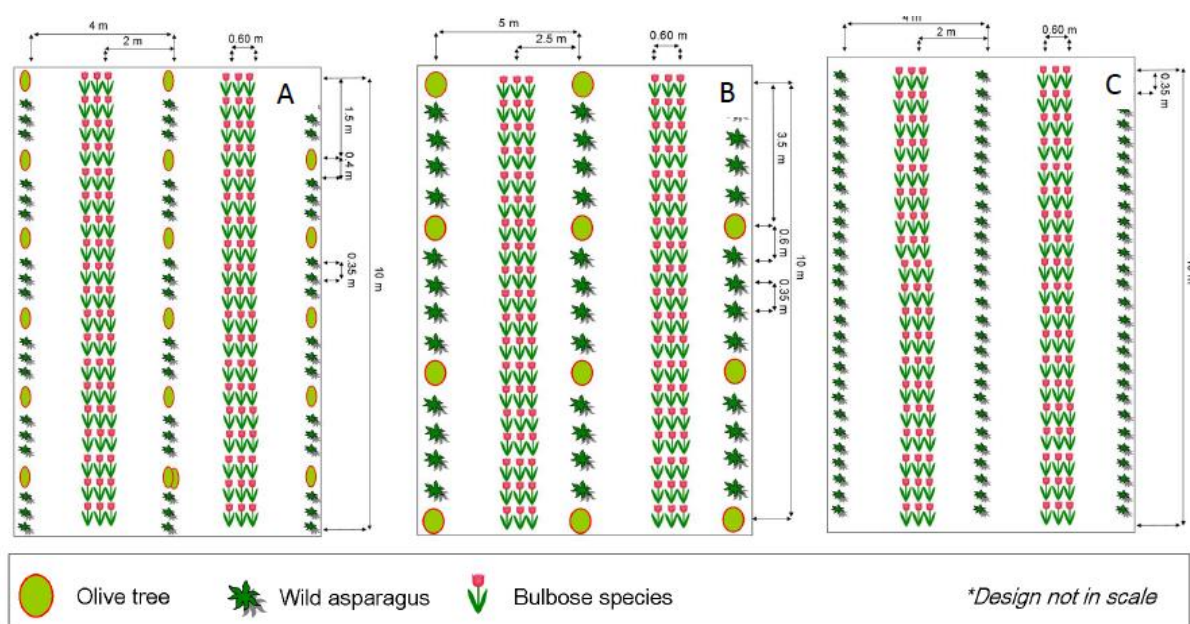 4 m
2 m
0.60 m
A
1.5 m
0.4 m
0.35 m
10 m
5 m
2.5 m
0.60 m
B
3.5 m
0.6 m
0.35 m
10 m
2 m
0.60 m
C
0.35 m
Olive tree
Wild asparagus
Bulbose species
*Design not in scale